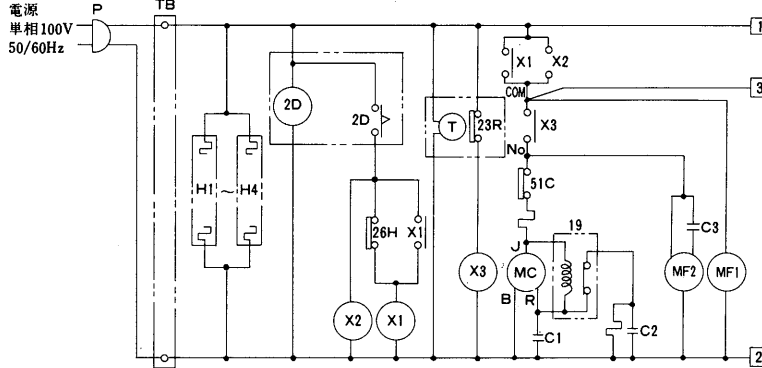 電源
単相100V
50/60Hz
P
TB
1
X1
X2
COM
3
2D
2D
T
23R
X3
No
51C
H1
～
H4
26H
X1
19
C3
J
X3
MC
MF2
MF1
B
R
X2
X1
C1
C2
2